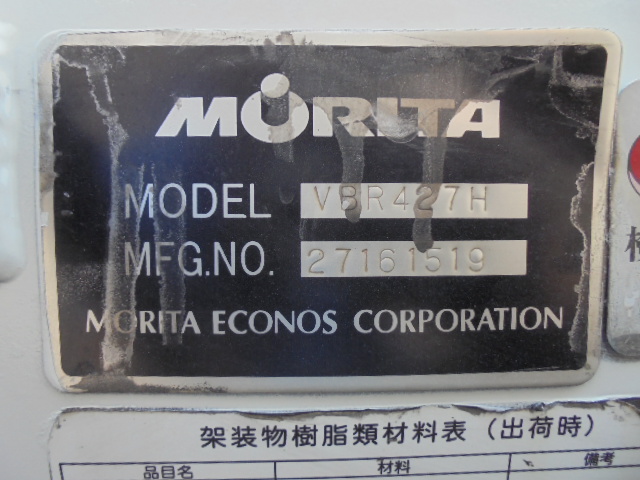 MORITA
MODEL VBR427H
MFG.NO. 27161519
MORITA ECONOS CORPORATION
架装物樹脂類材料表（出荷時）
品目名 材料 備考